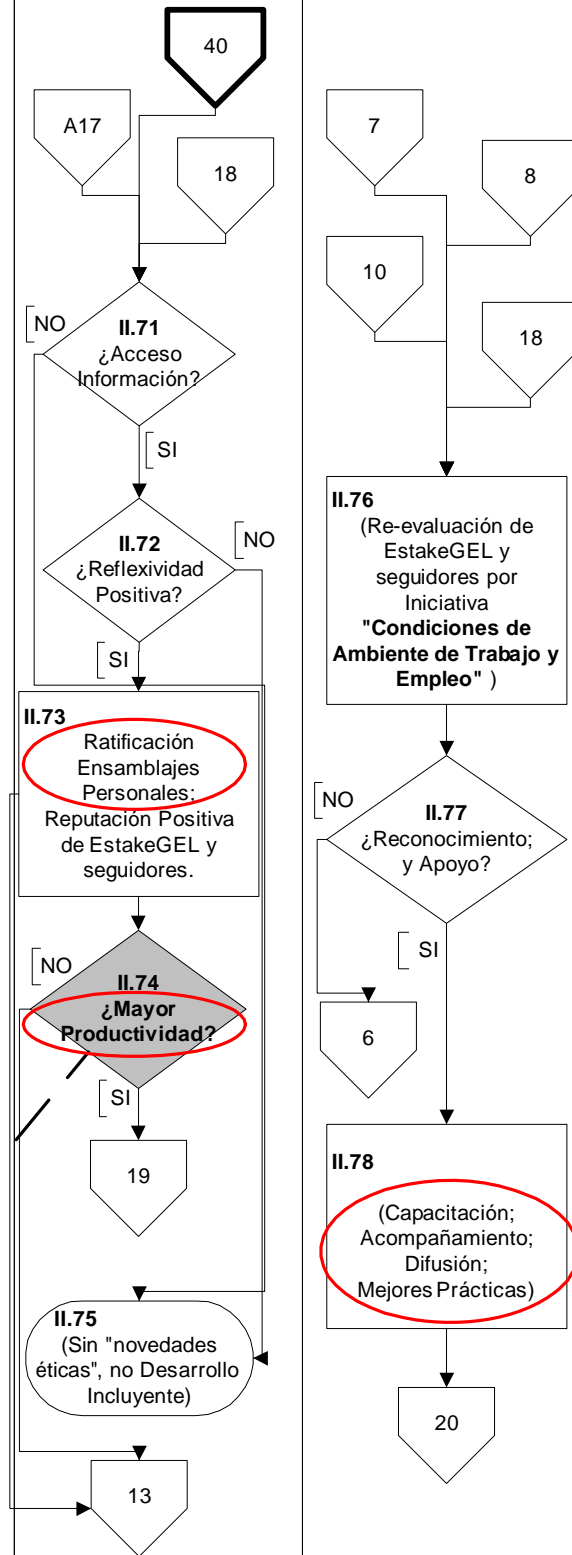 40
A17
18
NO
II.71
¿Acceso
Información?
SI
II.72
¿Reflexividad
Positiva?
NO
SI
II.73
Ratificación
Ensamblajes
Personales;
Reputación Positiva
de EstakeGEL y
seguidores.
NO
II.74
¿Mayor
Productividad?
SI
19
II.75
(Sin "novedades
éticas", no Desarrollo
Incluyente)
13
7
8
10
18
II.76
(Re-evaluación de
EstakeGEL y
seguidores por
Iniciativa
"Condiciones de
Ambiente de Trabajo y
Empleo" )
NO
II.77
¿Reconocimiento;
y Apoyo?
SI
6
II.78
(Capacitación;
Acompañamiento;
Difusión;
Mejores Prácticas)
20